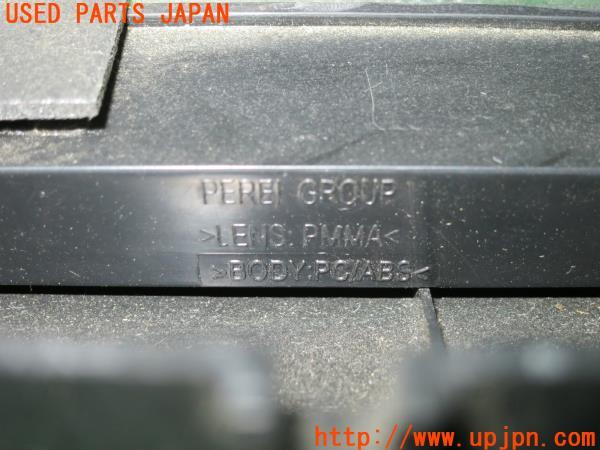 USED PARTS JAPAN
PEREI GROUP
>LENS: PMMA<
>BODY:PC/ABS<
http://www.upjpn.com